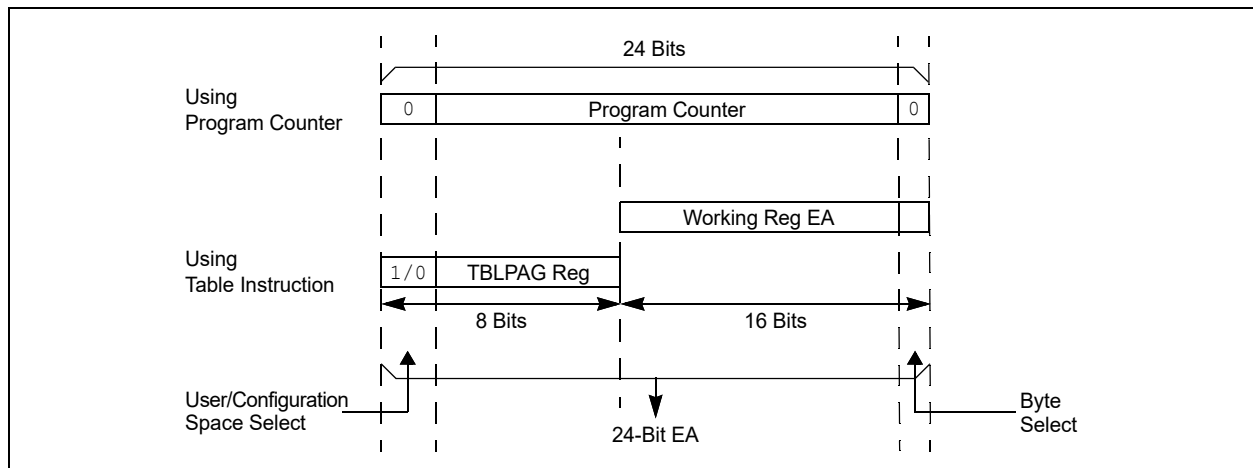 24 Bits
Using
Program Counter
0 Program Counter 0
Working Reg EA
Using
Table Instruction
1/0 TBLPAG Reg
8 Bits 16 Bits
User/Configuration
Space Select
Byte
Select
24-Bit EA